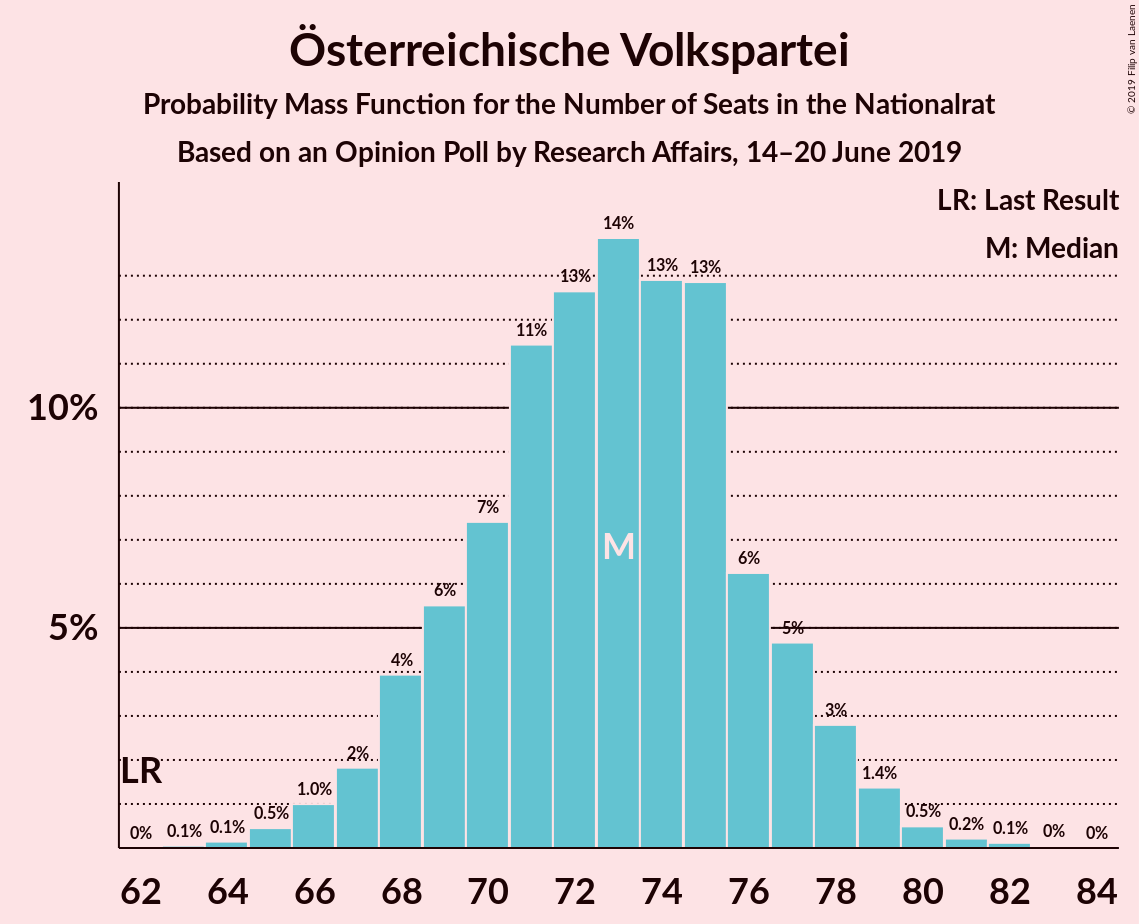 Österreichische Volkspartei
Probability Mass Function for the Number of Seats in the Nationalrat
Based on an Opinion Poll by Research Affairs, 14–20 June 2019
© 2019 Filip van Laenen
LR: Last Result
M: Median
10%
5%
LR
M
0%
0.1%
0.1%
0.5%
1.0%
2%
4%
6%
7%
11%
13%
14%
13%
13%
6%
5%
3%
1.4%
0.5%
0.2%
0.1%
0%
0%
62 64 66 68 70 72 74 76 78 80 82 84